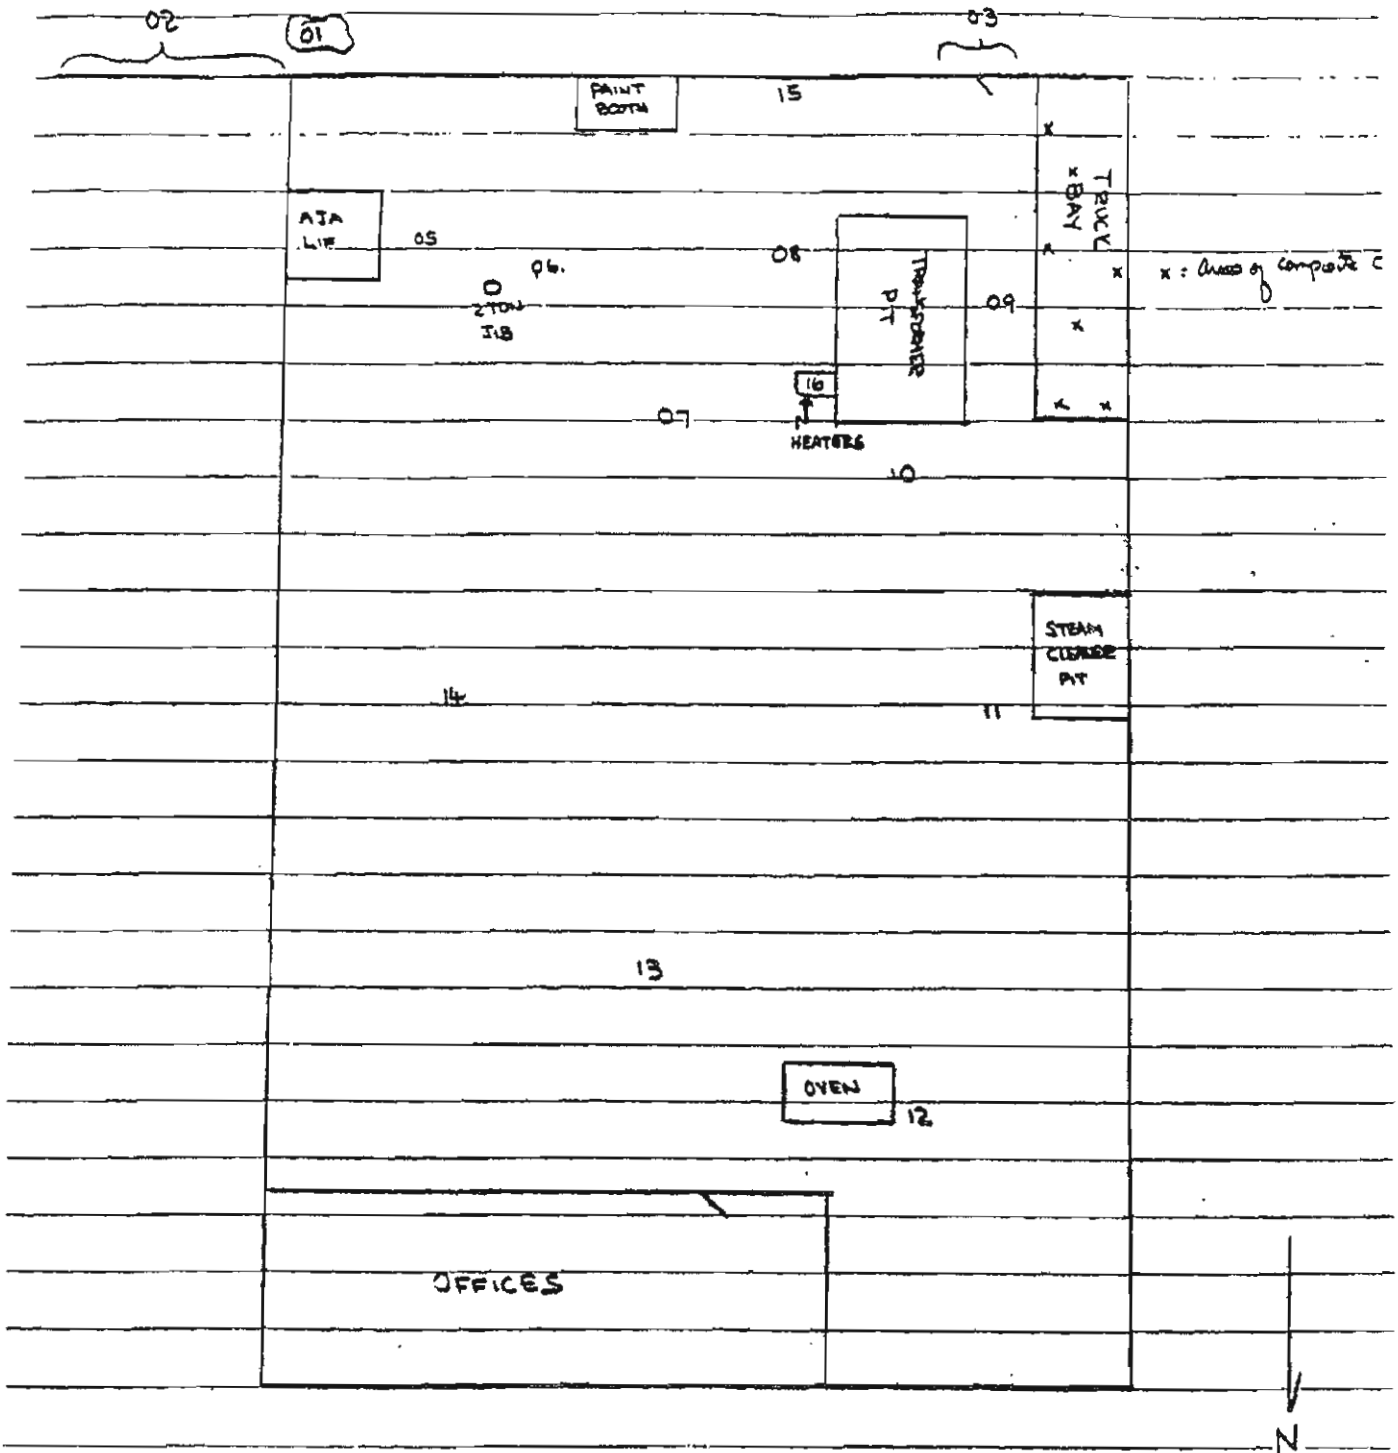 02
01
03
PAINT
BOOTH
15
TRUCK
BAY
AJA
LIF
05
06.
08
TRANSFORMER
PIT
09
x
x
x
x
x
x
x
x = Areas of composite C
2 TON
JIB
16
07
HEATERS
10
STEAM
CLEANER
PIT
14
11
13
OVEN
12
OFFICES
N